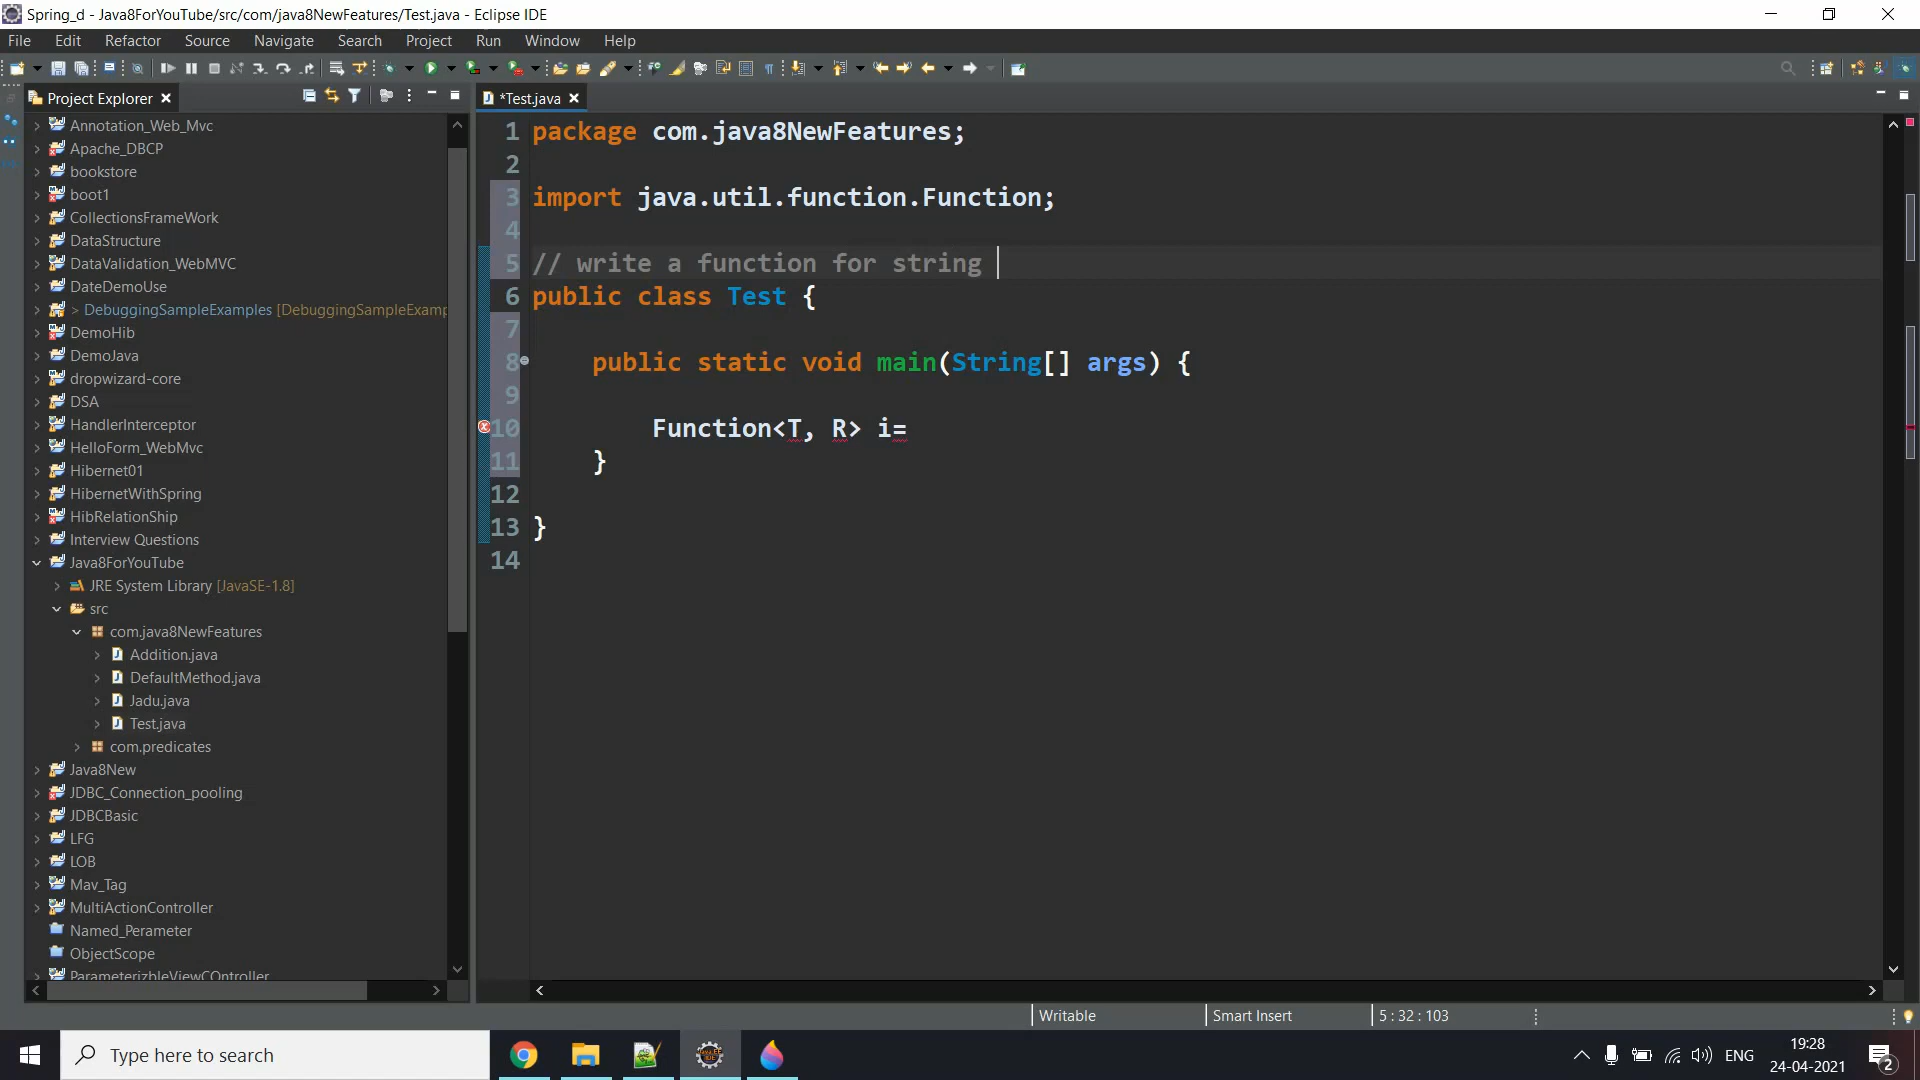 Spring_d - Java8ForYouTube/src/com/java8NewFeatures/Test.java - Eclipse IDE
File Edit Refactor Source Navigate Search Project Run Window Help
Project Explorer
*Test.java
Annotation_Web_Mvc
Apache_DBCP
bookstore
boot1
CollectionsFrameWork
DataStructure
DataValidation_WebMVC
DateDemoUse
> DebuggingSampleExamples [DebuggingSampleExamp
DemoHib
DemoJava
dropwizard-core
DSA
HandlerInterceptor
HelloForm_WebMvc
Hibernet01
HibernetWithSpring
HibRelationShip
Interview Questions
Java8ForYouTube
JRE System Library [JavaSE-1.8]
src
com.java8NewFeatures
Addition.java
DefaultMethod.java
Jadu.java
Test.java
com.predicates
Java8New
JDBC_Connection_pooling
JDBCBasic
LFG
LOB
Mav_Tag
MultiActionController
Named_Perameter
ObjectScope
ParameterizbleViewCOntroller
1 package com.java8NewFeatures;
2
3 import java.util.function.Function;
4
5 // write a function for string
6 public class Test {
7
8 public static void main(String[] args) {
9
10 Function<T, R> i=
11 }
12
13 }
14
Writable
Smart Insert
5 : 32 : 103
Type here to search
ENG
19:28
24-04-2021
2